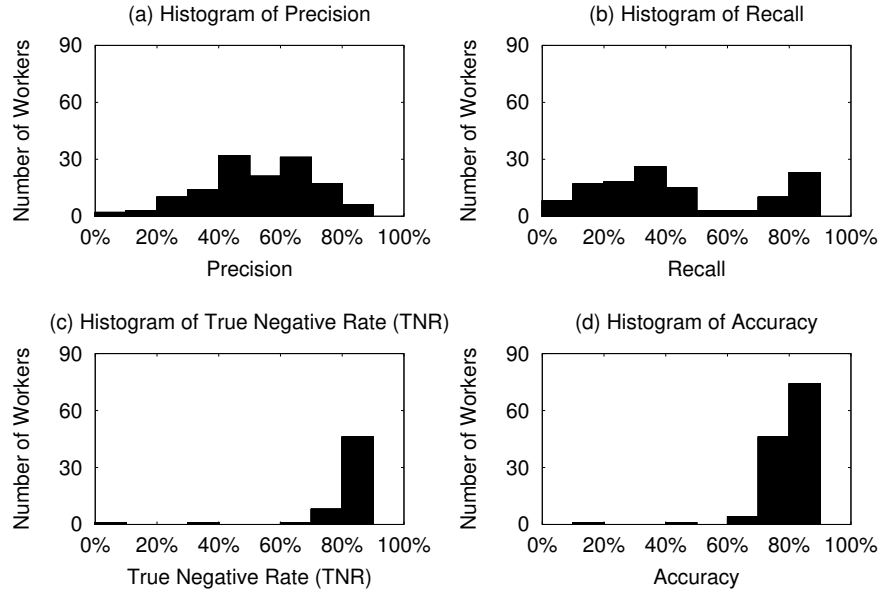 (a) Histogram of Precision
90
60
30
0
Number of Workers
0% 20% 40% 60% 80% 100%
Precision
(b) Histogram of Recall
90
60
30
0
Number of Workers
0% 20% 40% 60% 80% 100%
Recall
(c) Histogram of True Negative Rate (TNR)
90
60
30
0
Number of Workers
0% 20% 40% 60% 80% 100%
True Negative Rate (TNR)
(d) Histogram of Accuracy
90
60
30
0
Number of Workers
0% 20% 40% 60% 80% 100%
Accuracy